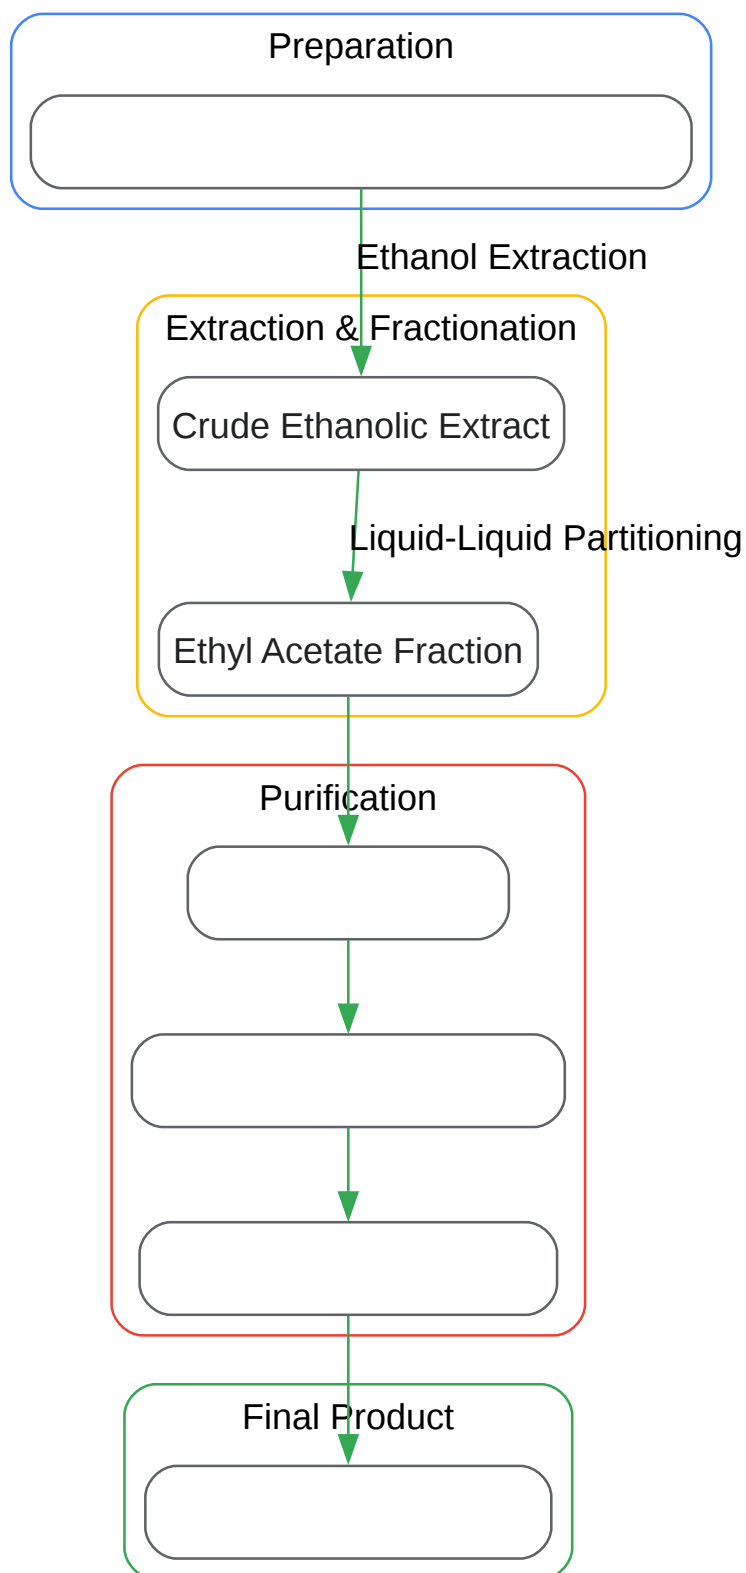 Preparation
Ethanol Extraction
Extraction & Fractionation
Crude Ethanolic Extract
Liquid-Liquid Partitioning
Ethyl Acetate Fraction
Purification
Final Product